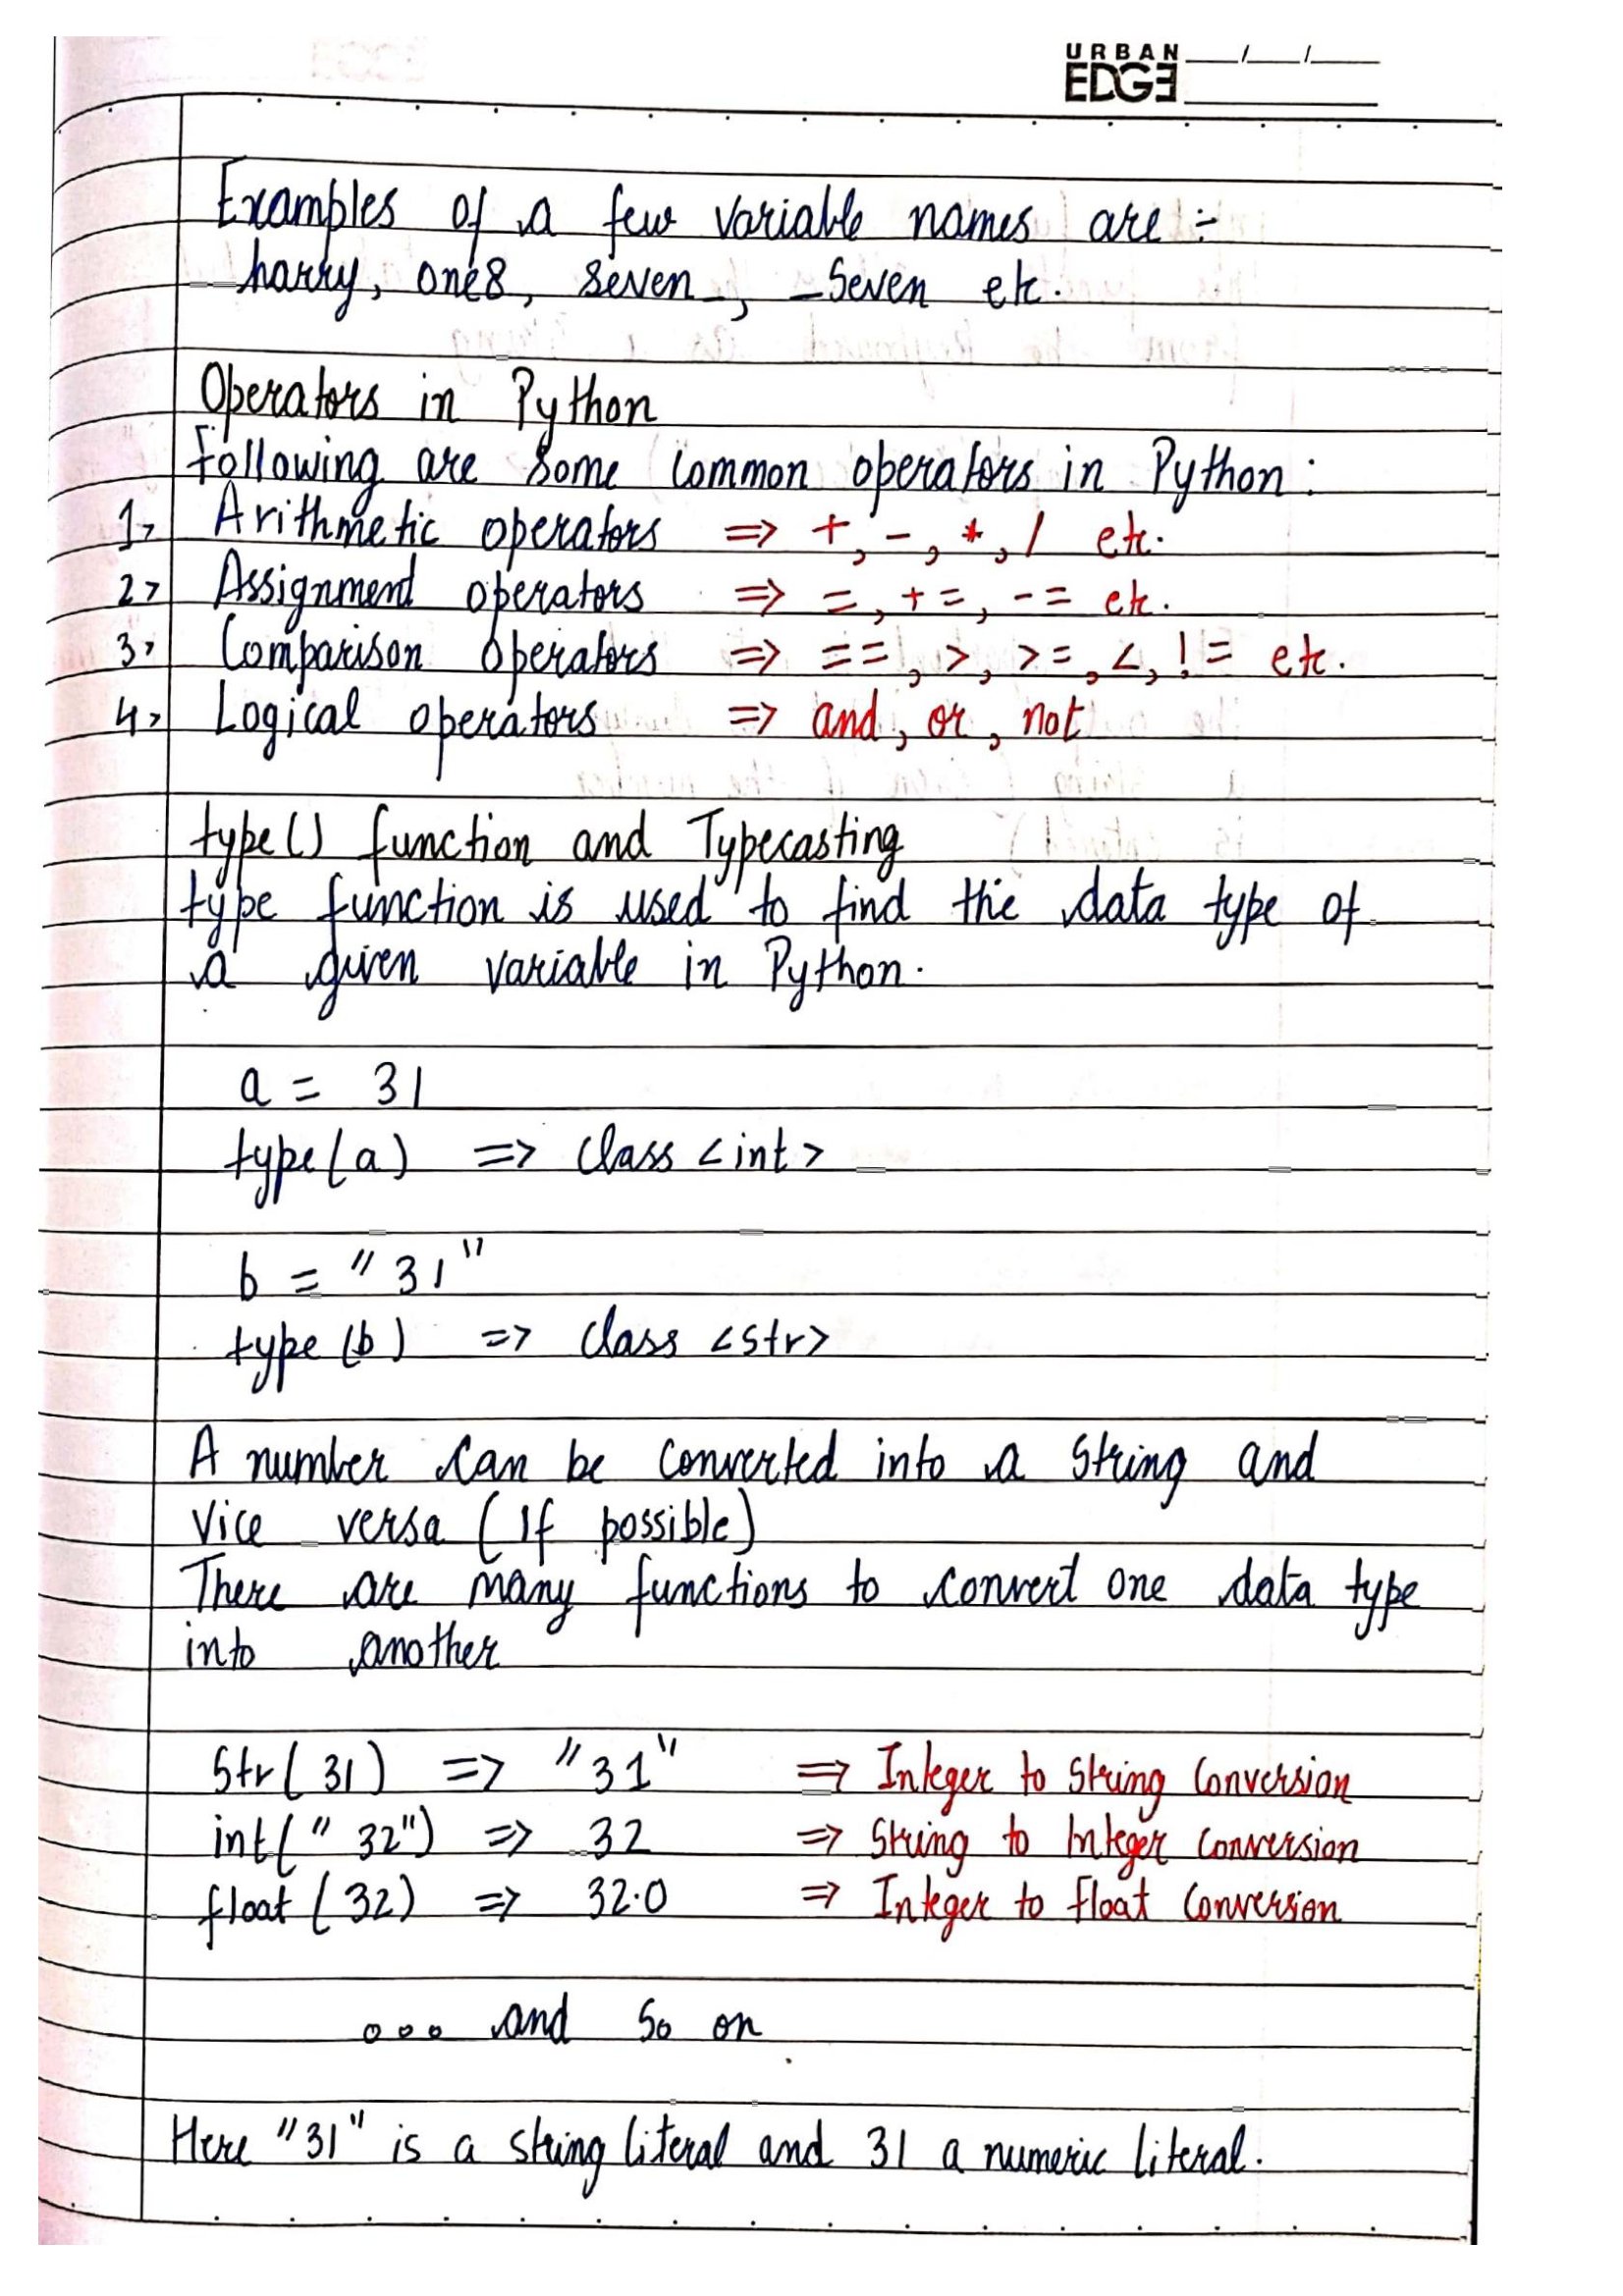 URBAN
EDGE
Examples of a few variable names are :-
harry, one8, seven_, _seven etc.
Operators in Python
Following are some common operators in Python :
1> Arithmetic operators => +, -, *, / etc.
2> Assignment operators => =, +=, -= etc.
3> Comparison operators => ==, >, >=, <, != etc.
4> Logical operators => and, or, not
type() function and Typecasting
type function is used to find the data type of
a given variable in Python.
a = 31
type(a) => class <int>
b = "31"
type(b) => class <str>
A number can be converted into a string and
vice versa (If possible)
There are many functions to convert one data type
into another
Str(31) => "31" => Integer to string conversion
int("32") => 32 => String to Integer conversion
float(32) => 32.0 => Integer to float conversion
ooo and so on
Here "31" is a string literal and 31 a numeric literal.